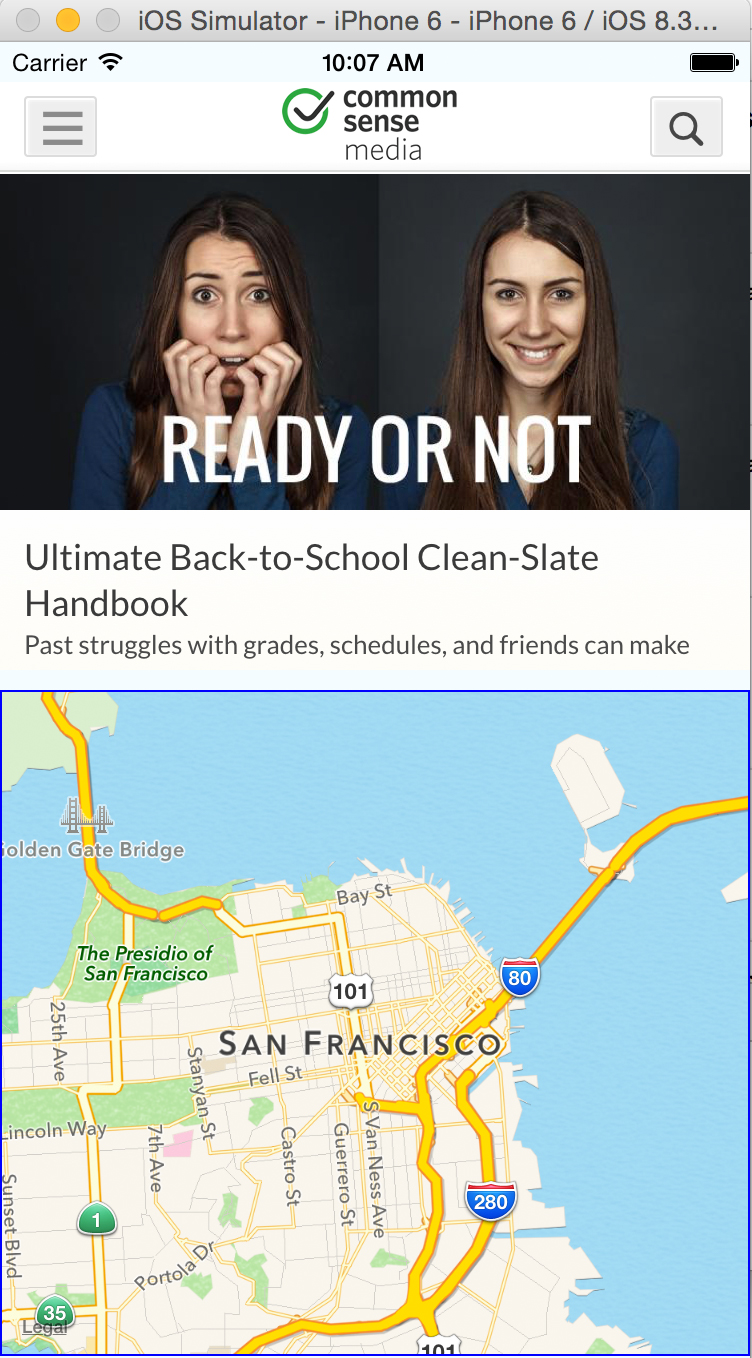 iOS Simulator - iPhone 6 - iPhone 6 / iOS 8.3...
Carrier 10:07 AM
common
sense
media
READY OR NOT
Ultimate Back-to-School Clean-Slate
Handbook
Past struggles with grades, schedules, and friends can make
olden Gate Bridge
Bay St
The Presidio of
San Francisco
80
101
25th Ave
SAN FRANCISCO
Stanyan St
Fell St
Lincoln Way
7th Ave
Castro St
Guerrero St
S Van Ness Ave
Sunset Blvd
280
1
Portola Dr
35
Legal
101